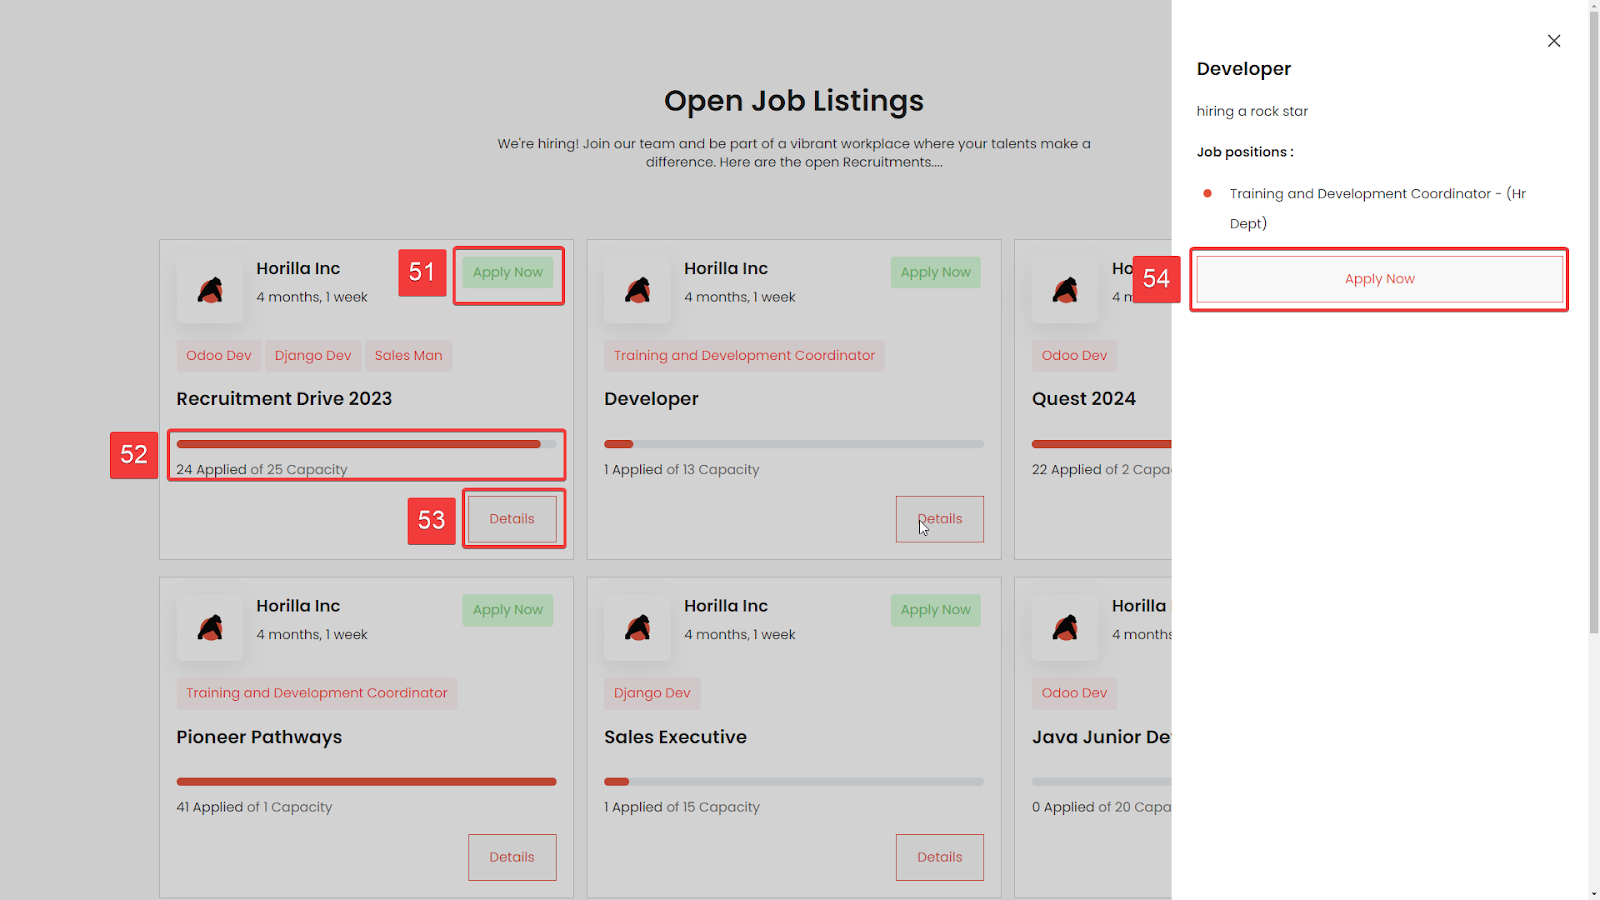 Open Job Listings
We're hiring! Join our team and be part of a vibrant workplace where your talents make a
difference. Here are the open Recruitments....
51
Horilla Inc
4 months, 1 week
Apply Now
Odoo Dev
Django Dev
Sales Man
Recruitment Drive 2023
52
24 Applied of 25 Capacity
53
Details
Horilla Inc
4 months, 1 week
Apply Now
Training and Development Coordinator
Developer
1 Applied of 13 Capacity
Details
Ho
4 m
Odoo Dev
Quest 2024
22 Applied of 2 Capa
Horilla Inc
4 months, 1 week
Apply Now
Training and Development Coordinator
Pioneer Pathways
41 Applied of 1 Capacity
Details
Horilla Inc
4 months, 1 week
Apply Now
Django Dev
Sales Executive
1 Applied of 15 Capacity
Details
Horilla
4 months
Odoo Dev
Java Junior De
0 Applied of 20 Capa
Developer
hiring a rock star
Job positions :
Training and Development Coordinator - (Hr
Dept)
54
Apply Now